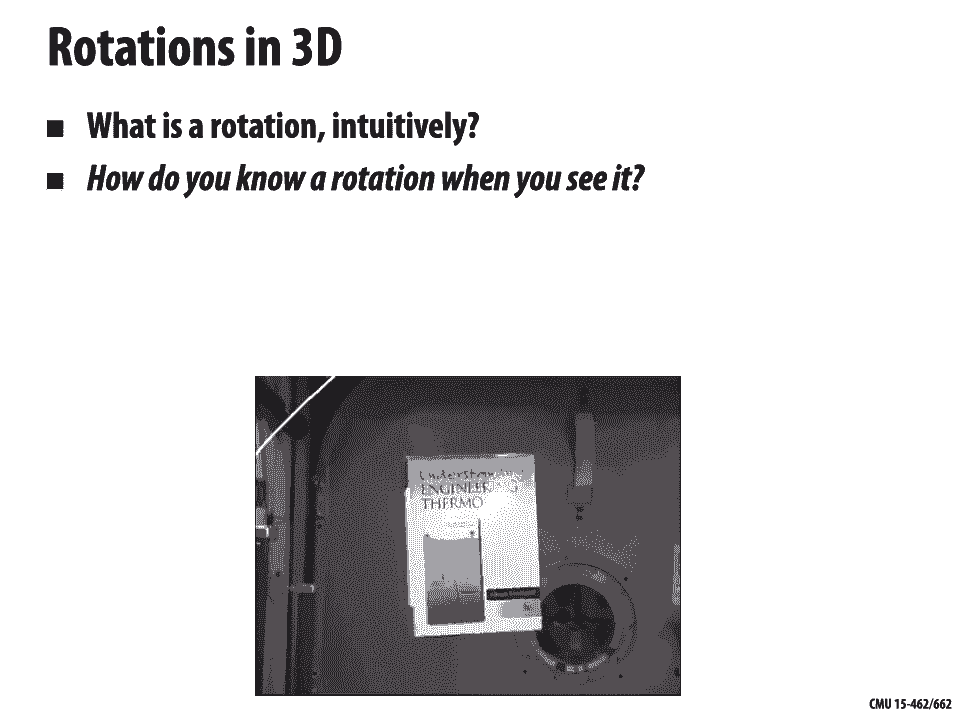 Rotations in 3D
■ What is a rotation, intuitively?
■ How do you know a rotation when you see it?
Understanding
ENGINEERING
THERMO
CMU 15-462/662